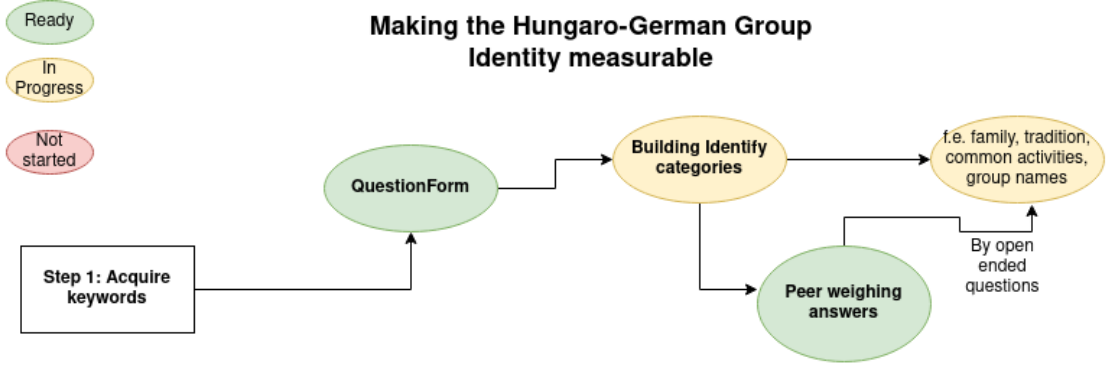 Ready
In
Progress
Not
started
Making the Hungaro-German Group
Identity measurable
Step 1: Acquire
keywords
QuestionForm
Building Identify
categories
f.e. family, tradition,
common activities,
group names
Peer weighing
answers
By open
ended
questions